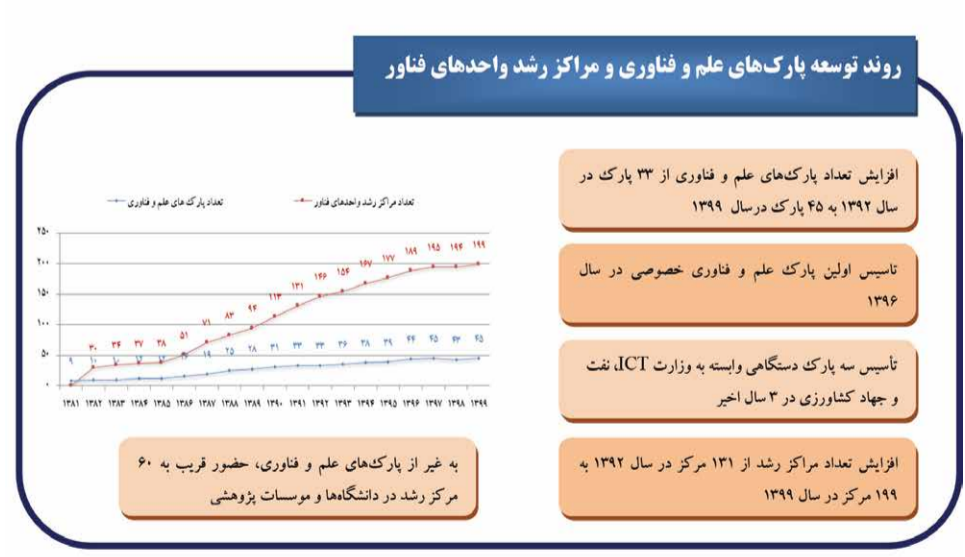 روند توسعه پارک‌های علم و فناوری و مراکز رشد واحدهای فناور
افزایش تعداد پارک‌های علم و فناوری از ۳۳ پارک در
سال ۱۳۹۲ به ۴۵ پارک درسال ۱۳۹۹
تاسیس اولین پارک علم و فناوری خصوصی در سال
۱۳۹۶
تأسیس سه پارک دستگاهی وابسته به وزارت ICT، نفت
و جهاد کشاورزی در ۳ سال اخیر
افزایش تعداد مراکز رشد از ۱۳۱ مرکز در سال ۱۳۹۲ به
۱۹۹ مرکز در سال ۱۳۹۹
تعداد مراکز رشد واحدهای فناور
تعداد پارک های علم و فناوری
۲۵۰
۲۰۰
۱۵۰
۱۰۰
۵۰
۰
۳۰ ۳۴ ۳۷ ۳۸ ۵۱ ۷۱ ۸۳ ۹۴ ۱۱۳ ۱۳۱ ۱۴۶ ۱۵۴ ۱۶۷ ۱۷۷ ۱۸۹ ۱۹۵ ۱۹۴ ۱۹۹
۹ ۱۰ ۱۰ ۱۹ ۲۵ ۲۸ ۳۱ ۳۳ ۳۳ ۳۶ ۳۸ ۳۹ ۴۴ ۴۵ ۴۳ ۴۵
۱۳۸۱ ۱۳۸۲ ۱۳۸۳ ۱۳۸۴ ۱۳۸۵ ۱۳۸۶ ۱۳۸۷ ۱۳۸۸ ۱۳۸۹ ۱۳۹۰ ۱۳۹۱ ۱۳۹۲ ۱۳۹۳ ۱۳۹۴ ۱۳۹۵ ۱۳۹۶ ۱۳۹۷ ۱۳۹۸ ۱۳۹۹
به غیر از پارک‌های علم و فناوری، حضور قریب به ۶۰
مرکز رشد در دانشگاه‌ها و موسسات پژوهشی